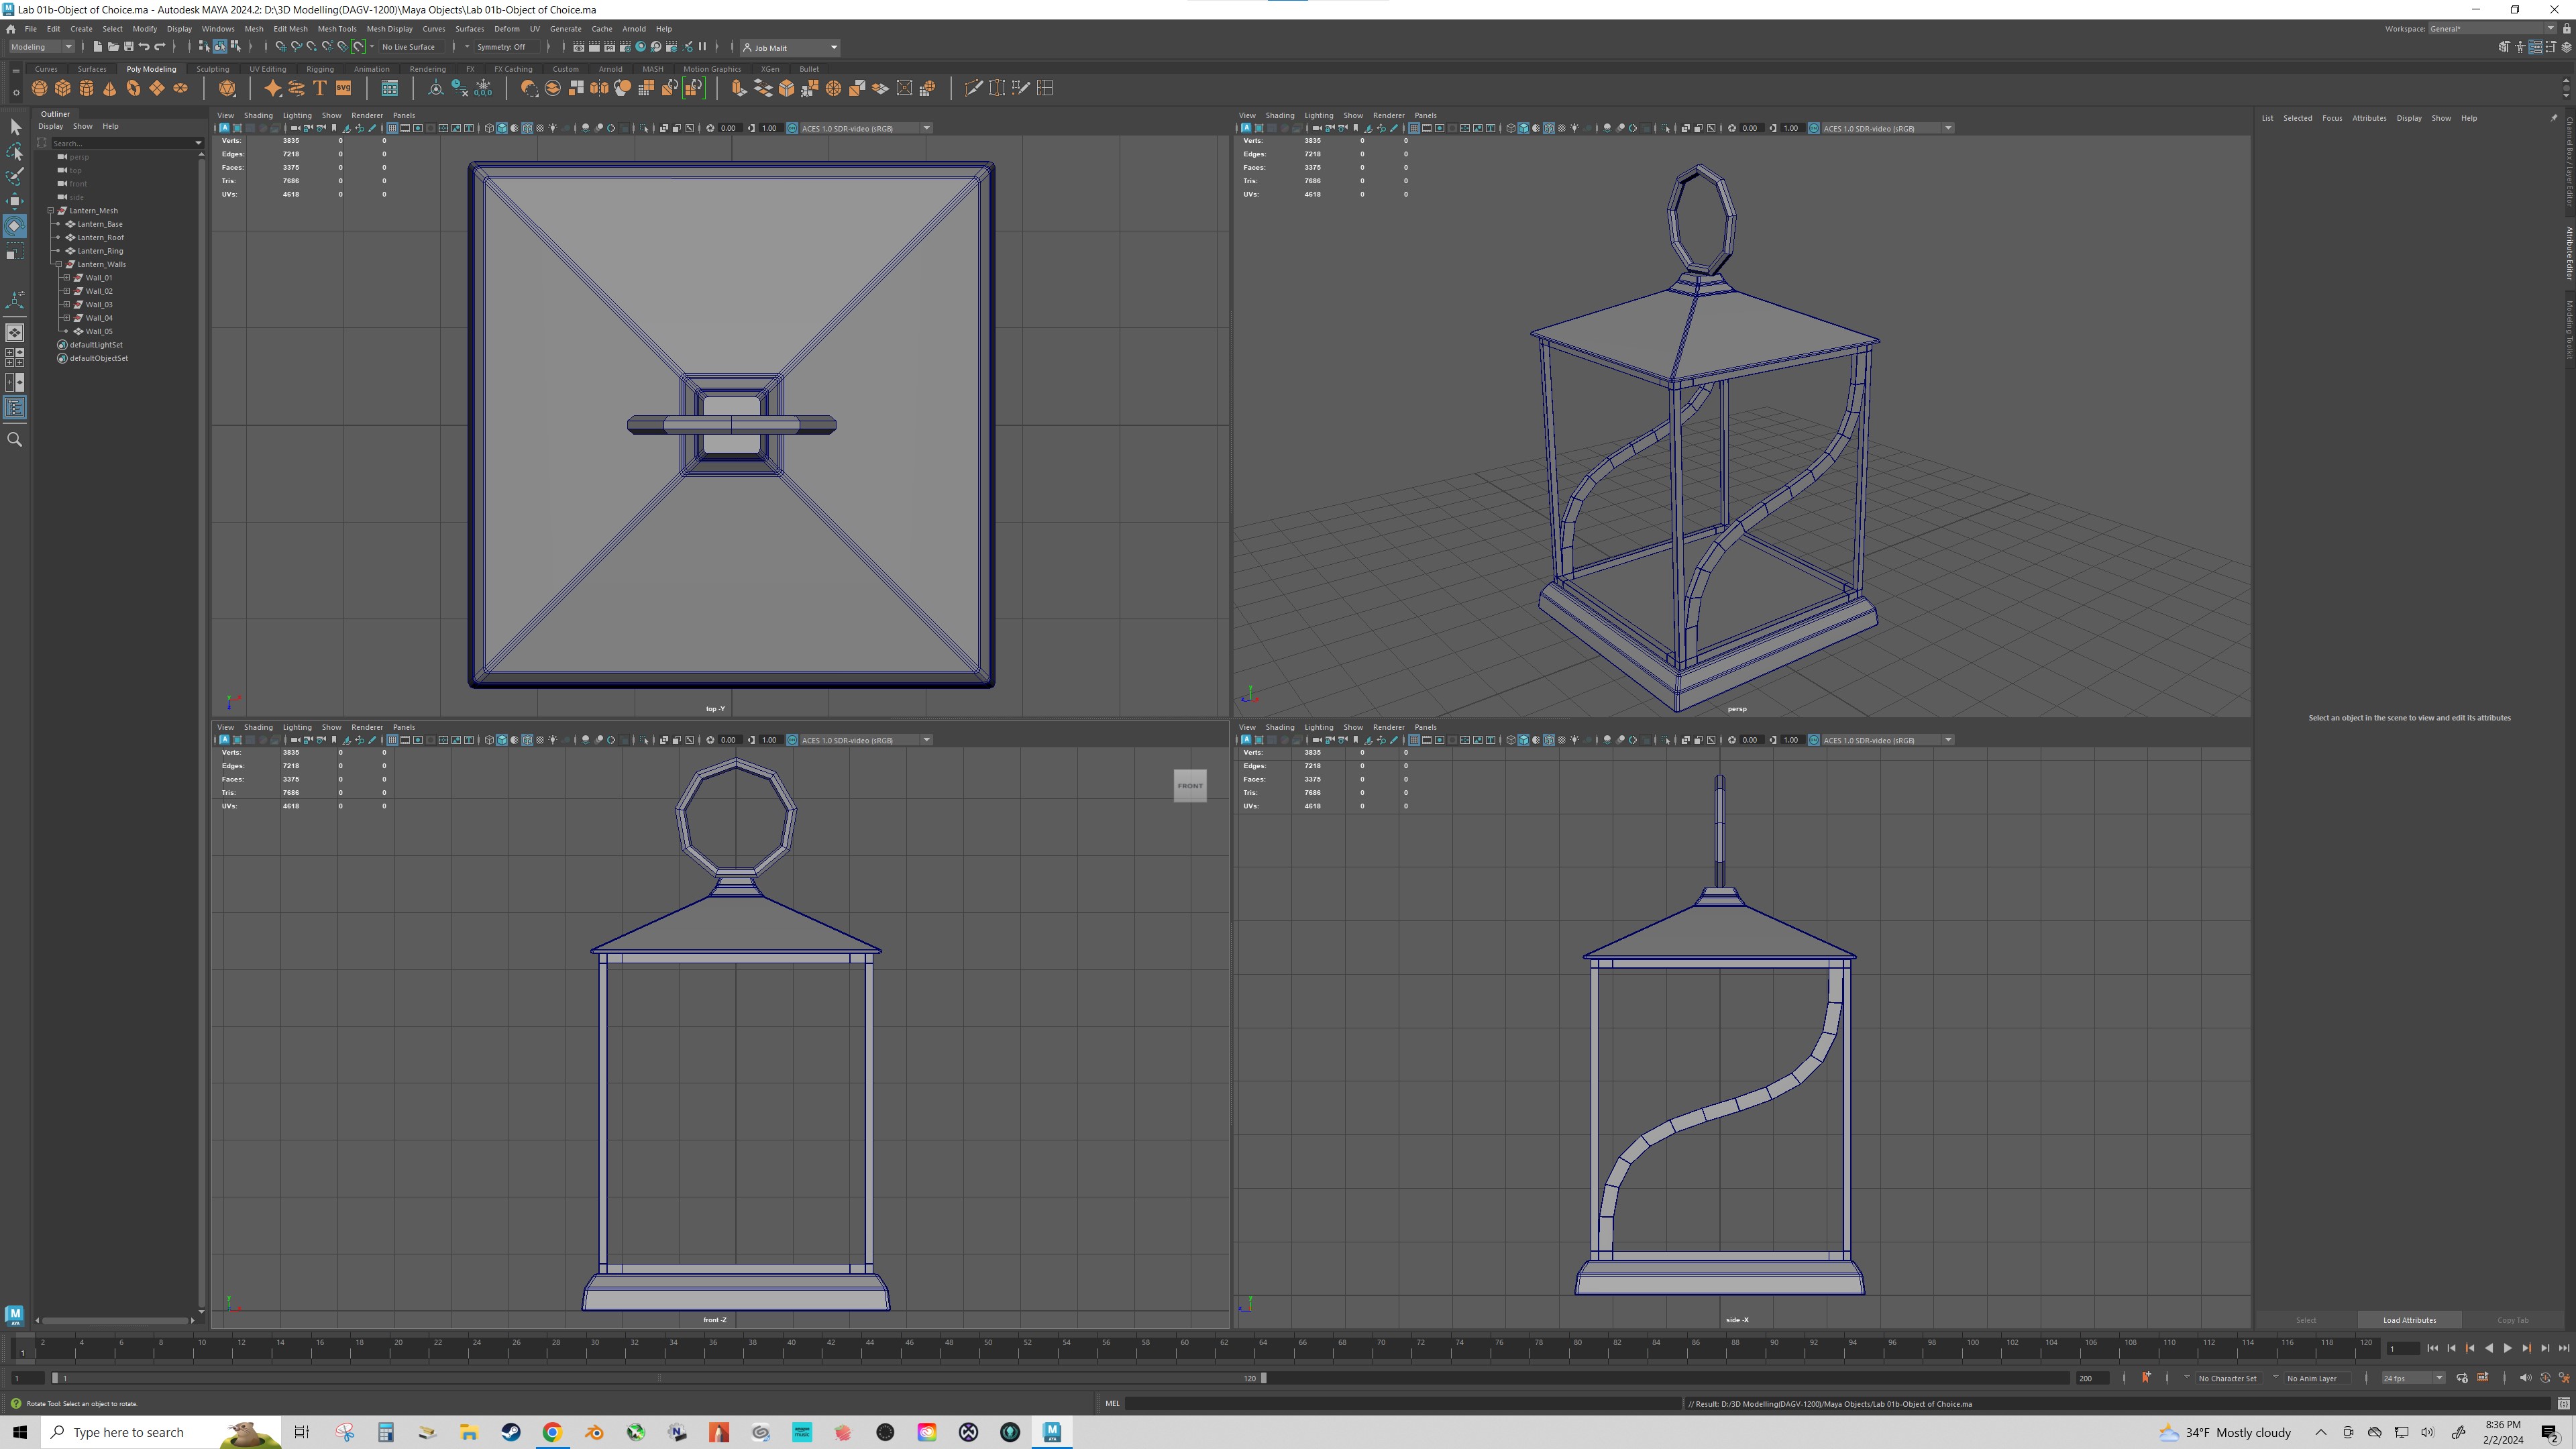 Lab 01b-Object of Choice.ma - Autodesk MAYA 2024.2: D:\3D Modelling(DAGV-1200)\Maya Objects\Lab 01b-Object of Choice.ma
File Edit Create Select Modify Display Windows Mesh Edit Mesh Mesh Tools Mesh Display Curves Surfaces Deform UV Generate Cache Arnold Help
Workspace: General*
Modeling No Live Surface Symmetry: Off Job Malit
Curves Surfaces Poly Modeling Sculpting UV Editing Rigging Animation Rendering FX FX Caching Custom Arnold MASH Motion Graphics XGen Bullet
Outliner
Display Show Help
Search...
persp
top
front
side
Lantern_Mesh
Lantern_Base
Lantern_Roof
Lantern_Ring
Lantern_Walls
Wall_01
Wall_02
Wall_03
Wall_04
Wall_05
defaultLightSet
defaultObjectSet
View Shading Lighting Show Renderer Panels
0.00 1.00 ACES 1.0 SDR-video (sRGB)
Verts: 3835 0 0
Edges: 7218 0 0
Faces: 3375 0 0
Tris: 7686 0 0
UVs: 4618 0 0
top -Y
View Shading Lighting Show Renderer Panels
0.00 1.00 ACES 1.0 SDR-video (sRGB)
Verts: 3835 0 0
Edges: 7218 0 0
Faces: 3375 0 0
Tris: 7686 0 0
UVs: 4618 0 0
persp
View Shading Lighting Show Renderer Panels
0.00 1.00 ACES 1.0 SDR-video (sRGB)
Verts: 3835 0 0
Edges: 7218 0 0
Faces: 3375 0 0
Tris: 7686 0 0
UVs: 4618 0 0
FRONT
front -Z
View Shading Lighting Show Renderer Panels
0.00 1.00 ACES 1.0 SDR-video (sRGB)
Verts: 3835 0 0
Edges: 7218 0 0
Faces: 3375 0 0
Tris: 7686 0 0
UVs: 4618 0 0
side -X
List Selected Focus Attributes Display Show Help
Select an object in the scene to view and edit its attributes
Select Load Attributes Copy Tab
Channel Box / Layer Editor
Attribute Editor
Modeling Toolkit
2 4 6 8 10 12 14 16 18 20 22 24 26 28 30 32 34 36 38 40 42 44 46 48 50 52 54 56 58 60 62 64 66 68 70 72 74 76 78 80 82 84 86 88 90 92 94 96 98 100 102 104 106 108 110 112 114 116 118 120
1 1
1 1 120 200 No Character Set No Anim Layer 24 fps
Rotate Tool: Select an object to rotate. MEL // Result: D:/3D Modelling(DAGV-1200)/Maya Objects/Lab 01b-Object of Choice.ma
Type here to search 34°F Mostly cloudy 8:36 PM
2/2/2024 2